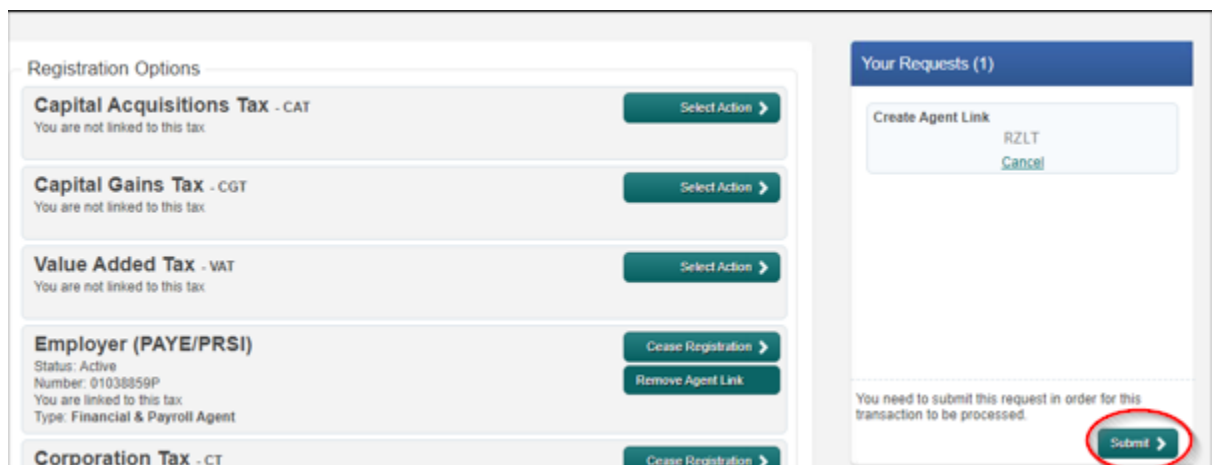 Registration Options
Capital Acquisitions Tax - CAT
You are not linked to this tax
Select Action
Capital Gains Tax - CGT
You are not linked to this tax
Select Action
Value Added Tax - VAT
You are not linked to this tax
Select Action
Employer (PAYE/PRSI)
Status: Active
Number: 01038859P
You are linked to this tax
Type: Financial & Payroll Agent
Cease Registration
Remove Agent Link
Corporation Tax - CT
Cease Registration
Your Requests (1)
Create Agent Link
RZLT
Cancel
You need to submit this request in order for this
transaction to be processed.
Submit